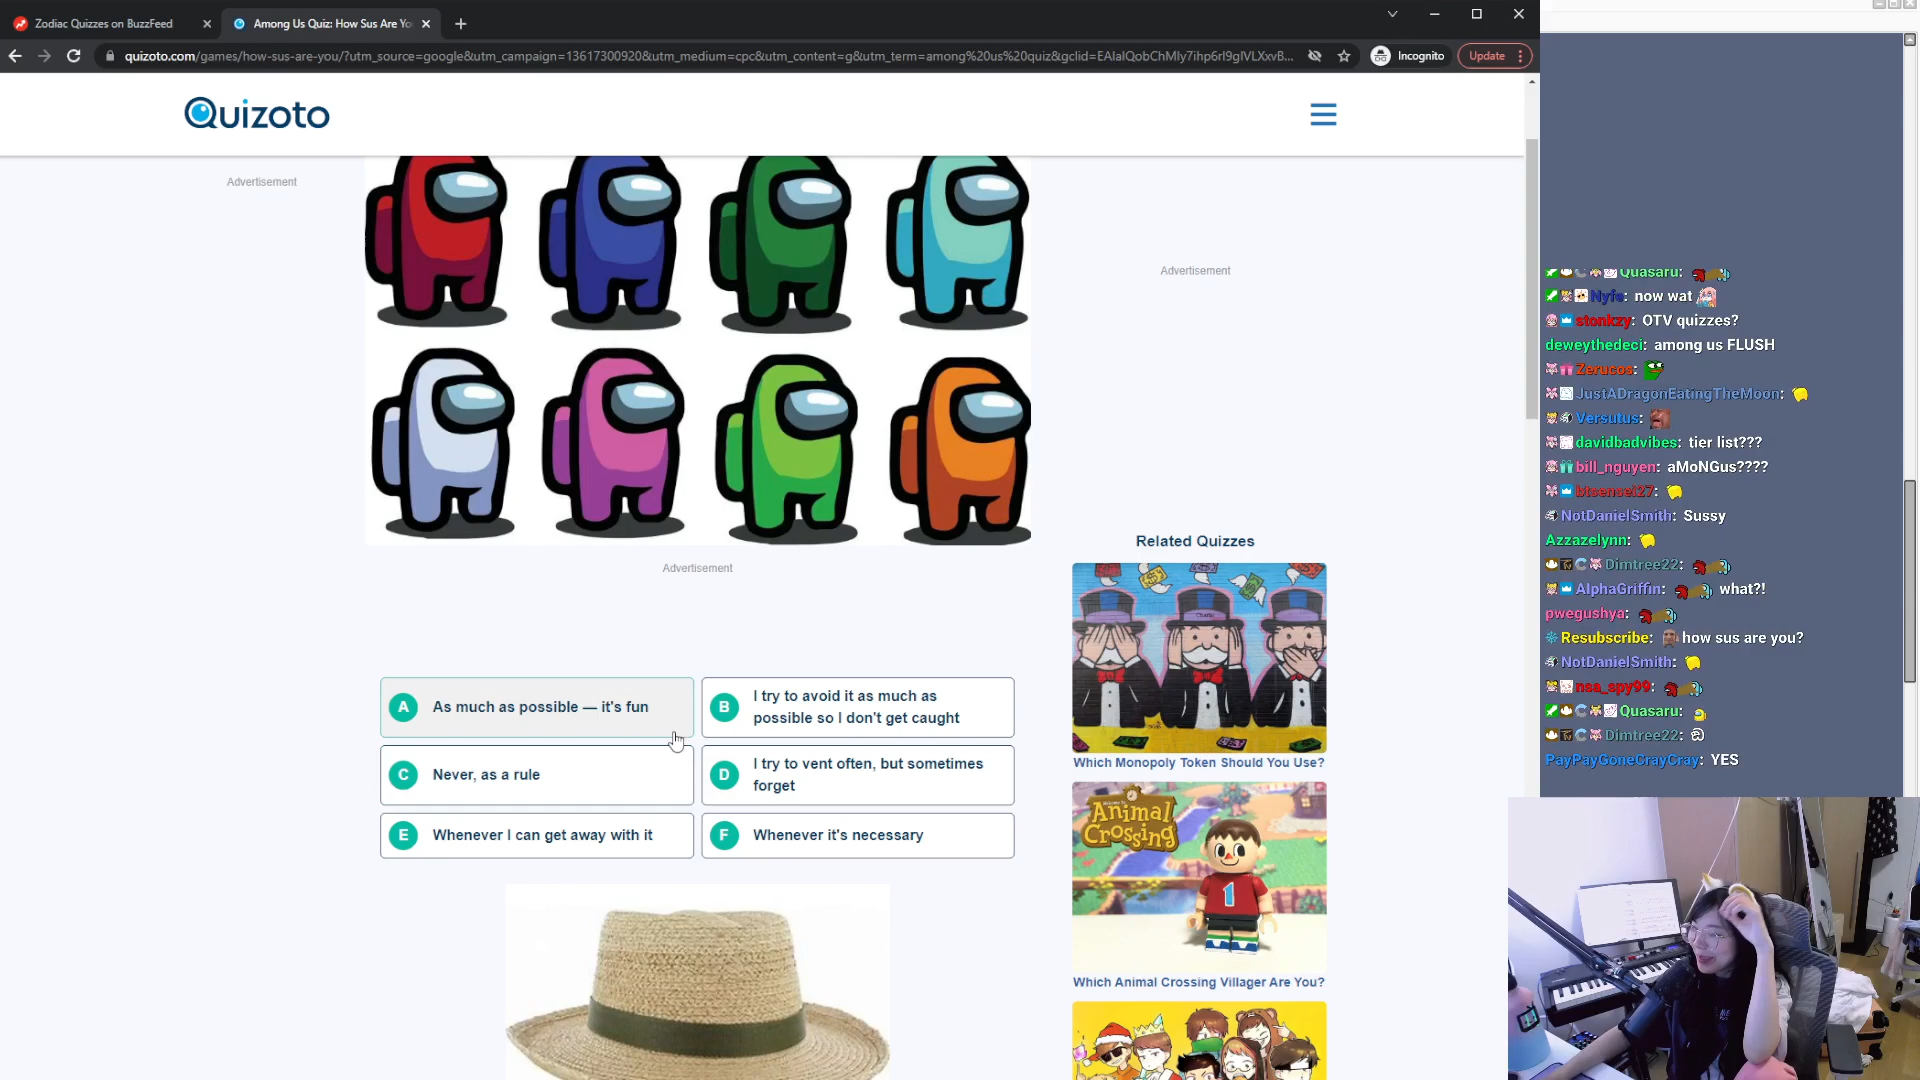 Zodiac Quizzes on BuzzFeed
Among Us Quiz: How Sus Are Yo
quizoto.com/games/how-sus-are-you/?utm_source=google&utm_campaign=13617300920&utm_medium=cpc&utm_content=g&utm_term=among%20us%20quiz&gclid=EAIaIQobChMIy7ihp6rI9gIVLXxvB...
Incognito
Update
Quizoto
Advertisement
Advertisement
Advertisement
A As much as possible — it's fun
B I try to avoid it as much as
possible so I don't get caught
C Never, as a rule
D I try to vent often, but sometimes
forget
E Whenever I can get away with it
F Whenever it's necessary
Related Quizzes
Which Monopoly Token Should You Use?
Animal
Crossing
1
Which Animal Crossing Villager Are You?
Quasaru:
Nyfe: now wat
stonkzy: OTV quizzes?
deweythedeci: among us FLUSH
Zerucos:
JustADragonEatingTheMoon:
Versutus:
davidbadvibes: tier list???
bill_nguyen: aMoNGus????
btsenuei27:
NotDanielSmith: Sussy
Azzazelynn:
Dimtree22:
AlphaGriffin: what?!
pwegushya:
Resubscribe: how sus are you?
NotDanielSmith:
nsa_spy99:
Quasaru:
Dimtree22:
PayPayGoneCrayCray: YES